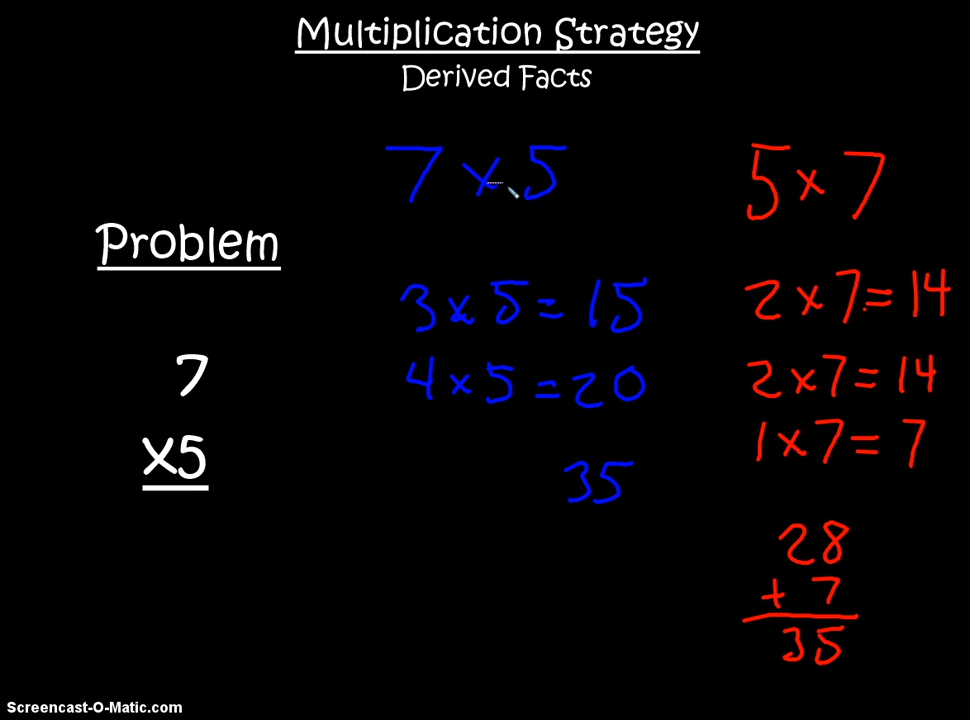 Multiplication Strategy
Derived Facts
Problem
7
x5
7 x 5
3 x 5 = 15
4 x 5 = 20
35
5 x 7
2 x 7 = 14
2 x 7 = 14
1 x 7 = 7
28
+ 7
35
Screencast-O-Matic.com